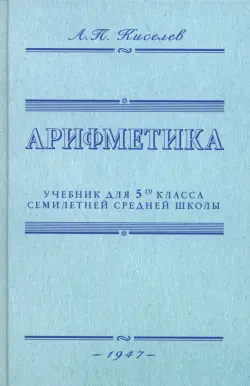 А. П. Киселев
АРИФМЕТИКА
УЧЕБНИК ДЛЯ 5го КЛАССА
СЕМИЛЕТНЕЙ СРЕДНЕЙ ШКОЛЫ
–1947–